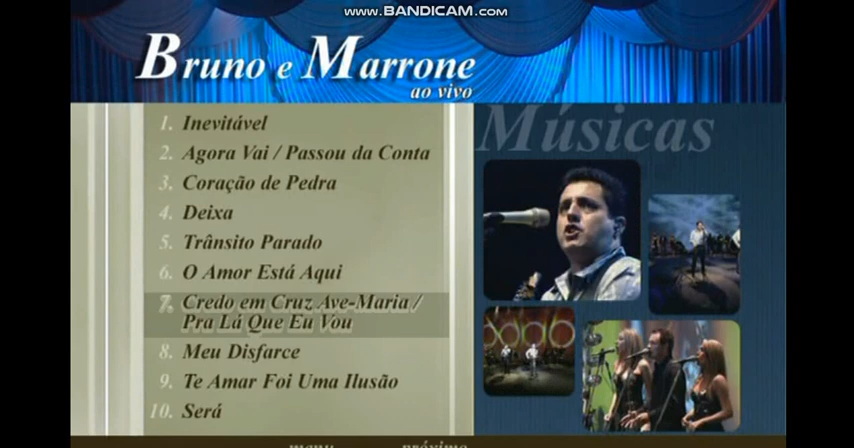 WWW.BANDICAM.COM
Bruno e Marrone
ao vivo
Músicas
1. Inevitável
2. Agora Vai / Passou da Conta
3. Coração de Pedra
4. Deixa
5. Trânsito Parado
6. O Amor Está Aqui
7. Credo em Cruz Ave-Maria /
Pra Lá Que Eu Vou
8. Meu Disfarce
9. Te Amar Foi Uma Ilusão
10. Será
menu próximo